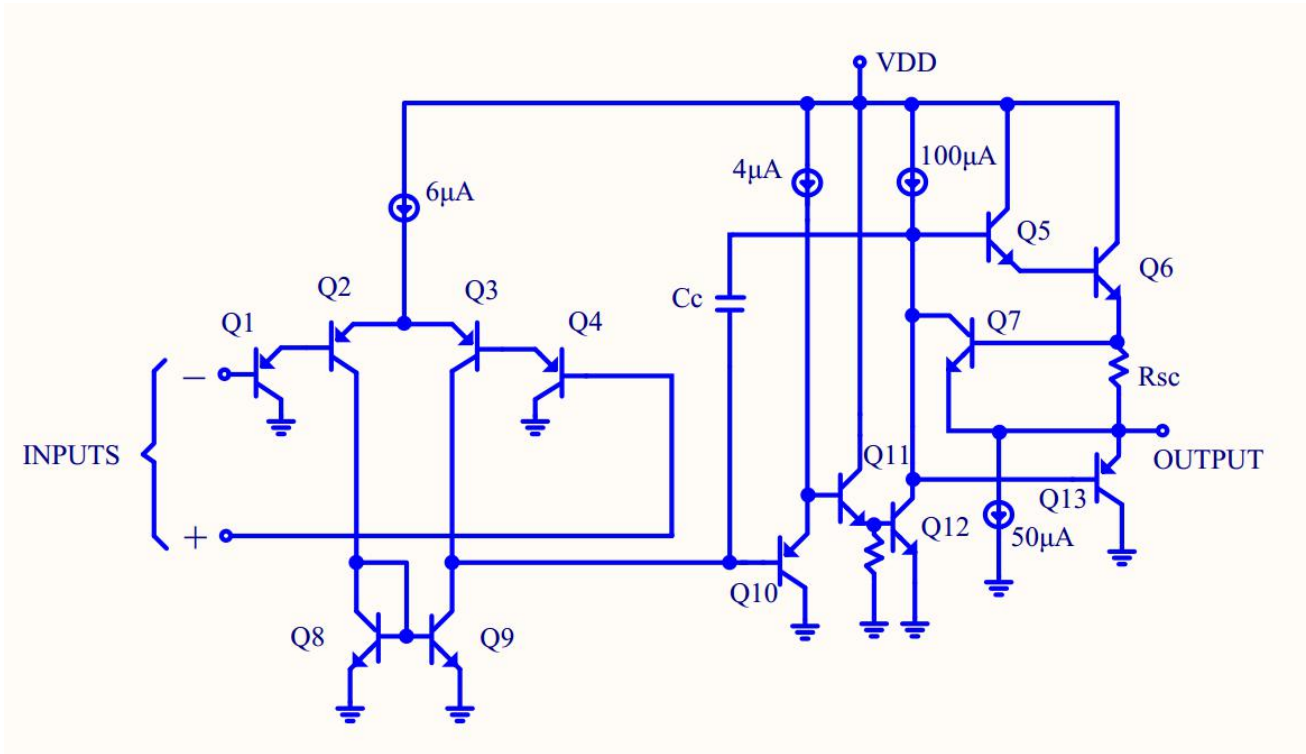 VDD
4μA
100μA
6μA
Q5
Q6
Q2
Q3
Cc
Q1
Q4
Q7
–
Rsc
INPUTS
Q11
OUTPUT
Q13
+
Q12
50μA
Q10
Q8
Q9